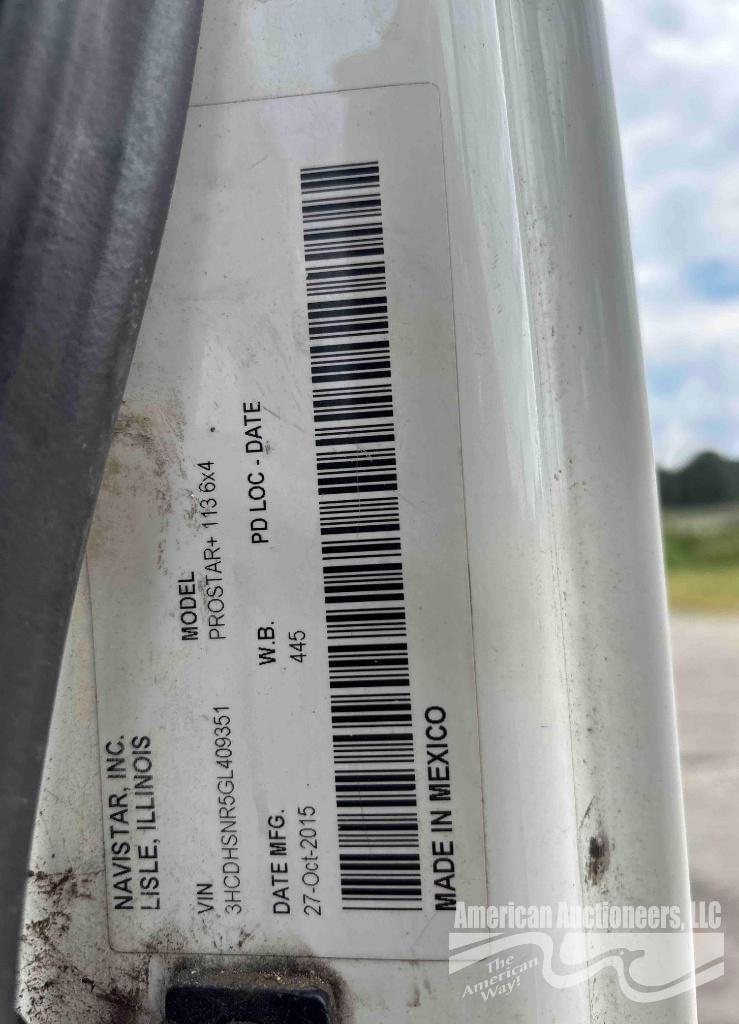 NAVISTAR, INC.
LISLE, ILLINOIS
VIN
3HCDHSNR5GL409351
MODEL
PROSTAR+ 113 6x4
DATE MFG.
27-Oct-2015
W.B.
445
PD LOC - DATE
MADE IN MEXICO
American Auctioneers, LLC
The
American
Way!